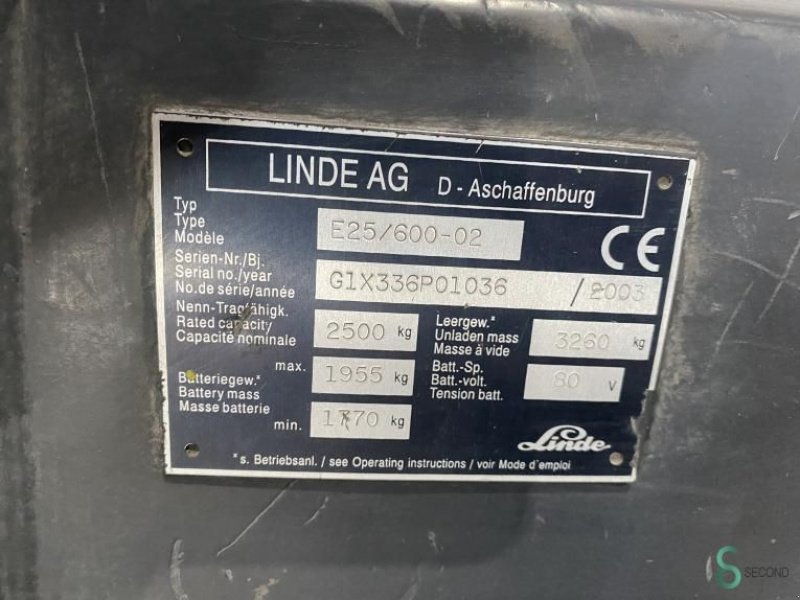 LINDE AG D - Aschaffenburg
Typ
Type
Modèle
E25/600-02
CE
Serien-Nr./Bj.
Serial no./year
No.de série/année
G1X336P01036 /2003
Nenn-Tragfähigk.
Rated capacity
Capacité nominale
2500 kg
Leergew.*
Unladen mass
Masse à vide
3260 kg
Batteriegew.*
Battery mass
Masse batterie
max. 1955 kg
min. 1770 kg
Batt.-Sp.
Batt.-volt.
Tension batt.
80 V
Linde
*s. Betriebsanl. / see Operating instructions / voir Mode d'emploi
SECOND